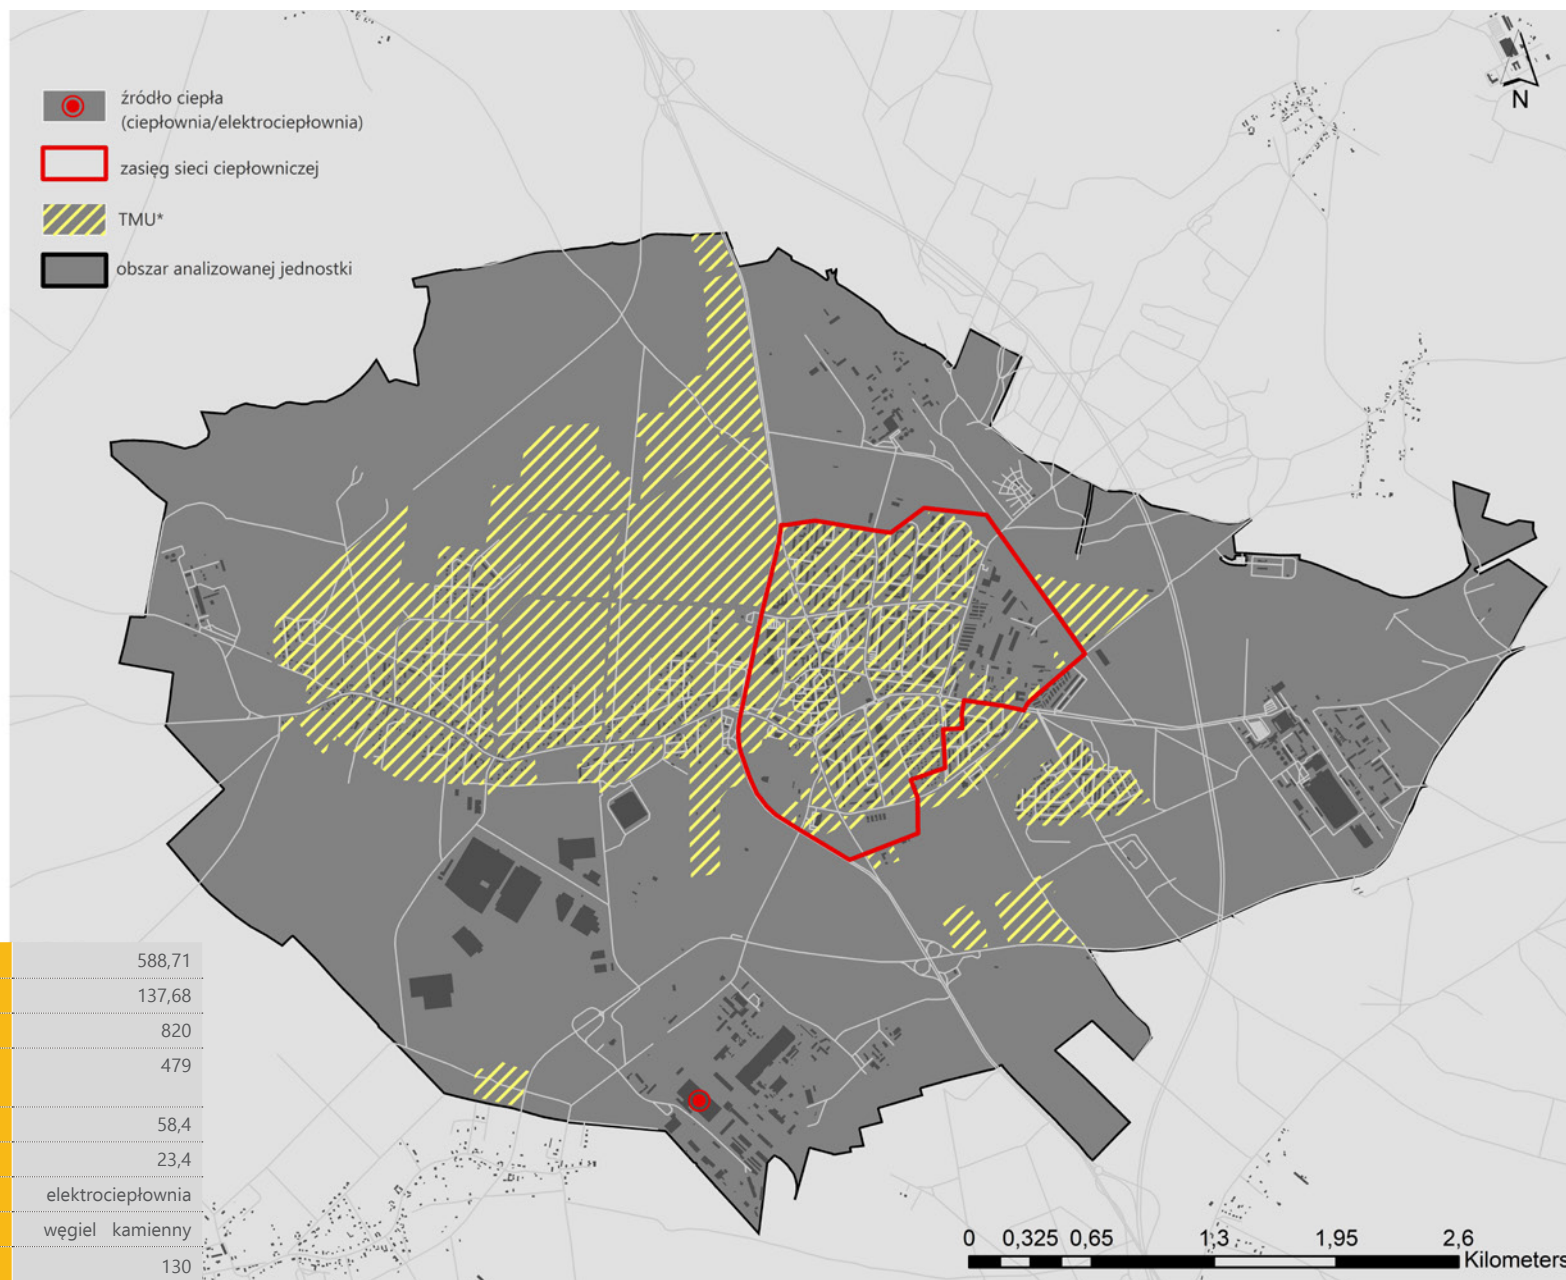 źródło ciepła
(ciepłownia/elektrociepłownia)
zasięg sieci ciepłowniczej
TMU*
obszar analizowanej jednostki
N
588,71
137,68
820
479
58,4
23,4
elektrociepłownia
węgiel kamienny
130
0 0,325 0,65 1,3 1,95 2,6
Kilometers